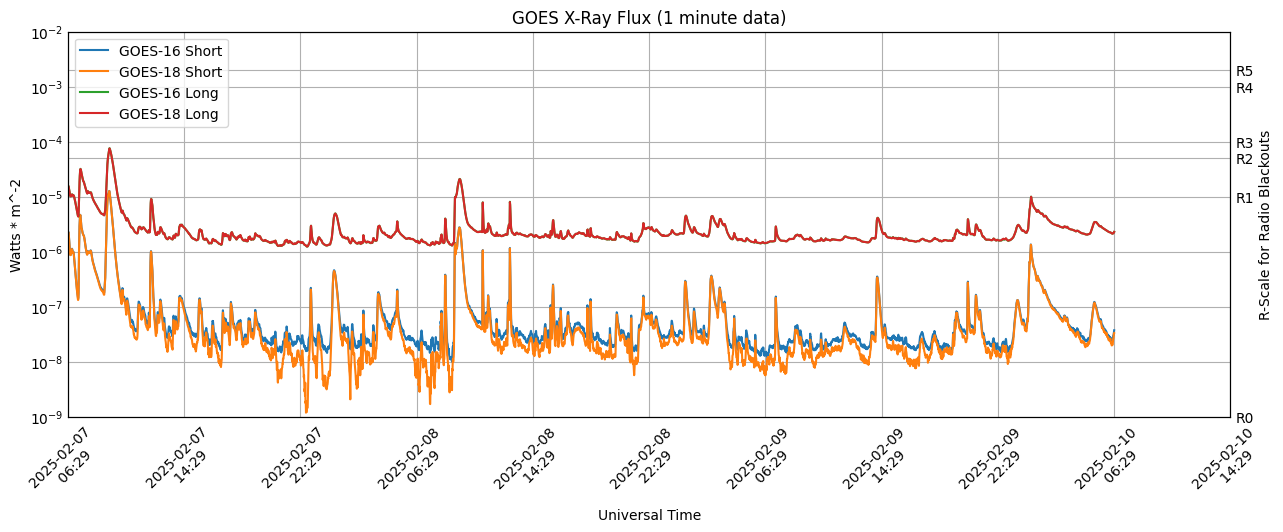 GOES X-Ray Flux (1 minute data)
GOES-16 Short
GOES-18 Short
GOES-16 Long
GOES-18 Long
Watts * m^-2
10⁻²
10⁻³
10⁻⁴
10⁻⁵
10⁻⁶
10⁻⁷
10⁻⁸
10⁻⁹
R5
R4
R3
R2
R1
R0
R-Scale for Radio Blackouts
2025-02-07
06:29
2025-02-07
14:29
2025-02-07
22:29
2025-02-08
06:29
2025-02-08
14:29
2025-02-08
22:29
2025-02-09
06:29
2025-02-09
14:29
2025-02-09
22:29
2025-02-10
06:29
2025-02-10
14:29
Universal Time